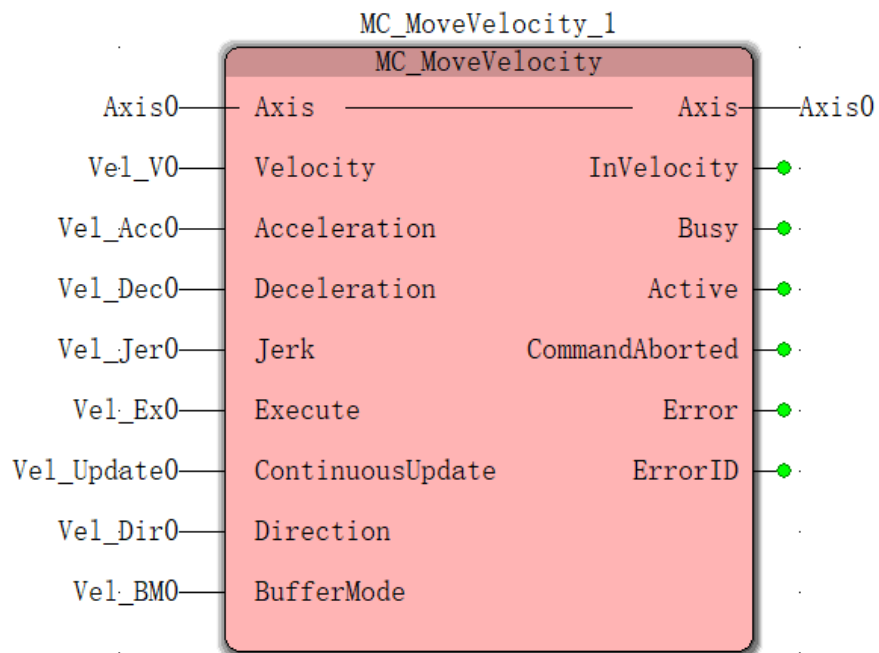 MC_MoveVelocity_1
MC_MoveVelocity
Axis0 Axis Axis Axis0
Vel_V0 Velocity InVelocity
Vel_Acc0 Acceleration Busy
Vel_Dec0 Deceleration Active
Vel_Jer0 Jerk CommandAborted
Vel_Ex0 Execute Error
Vel_Update0 ContinuousUpdate ErrorID
Vel_Dir0 Direction
Vel_BM0 BufferMode